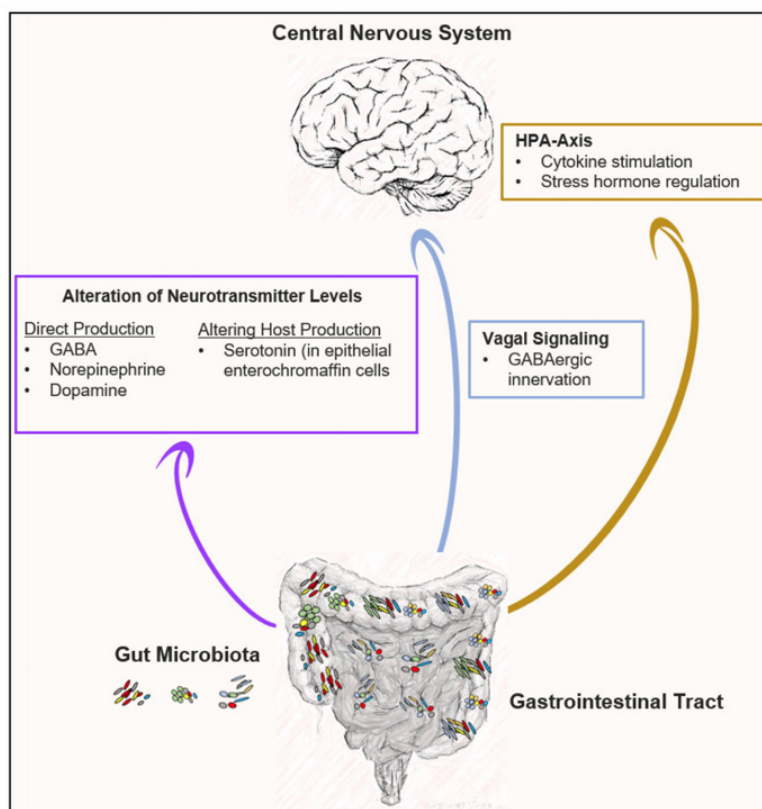 Central Nervous System
HPA-Axis
• Cytokine stimulation
• Stress hormone regulation
Alteration of Neurotransmitter Levels
Direct Production
• GABA
• Norepinephrine
• Dopamine
Altering Host Production
• Serotonin (in epithelial
enterochromaffin cells
Vagal Signaling
• GABAergic
innervation
Gut Microbiota
Gastrointestinal Tract